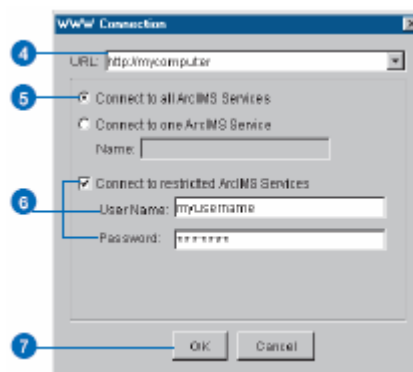 WWW Connection
4
URL: http://mycomputer
5
Connect to all ArcIMS Services
Connect to one ArcIMS Service
Name:
Connect to restricted ArcIMS Services
6
User Name: myusername
Password: *******
7
OK Cancel